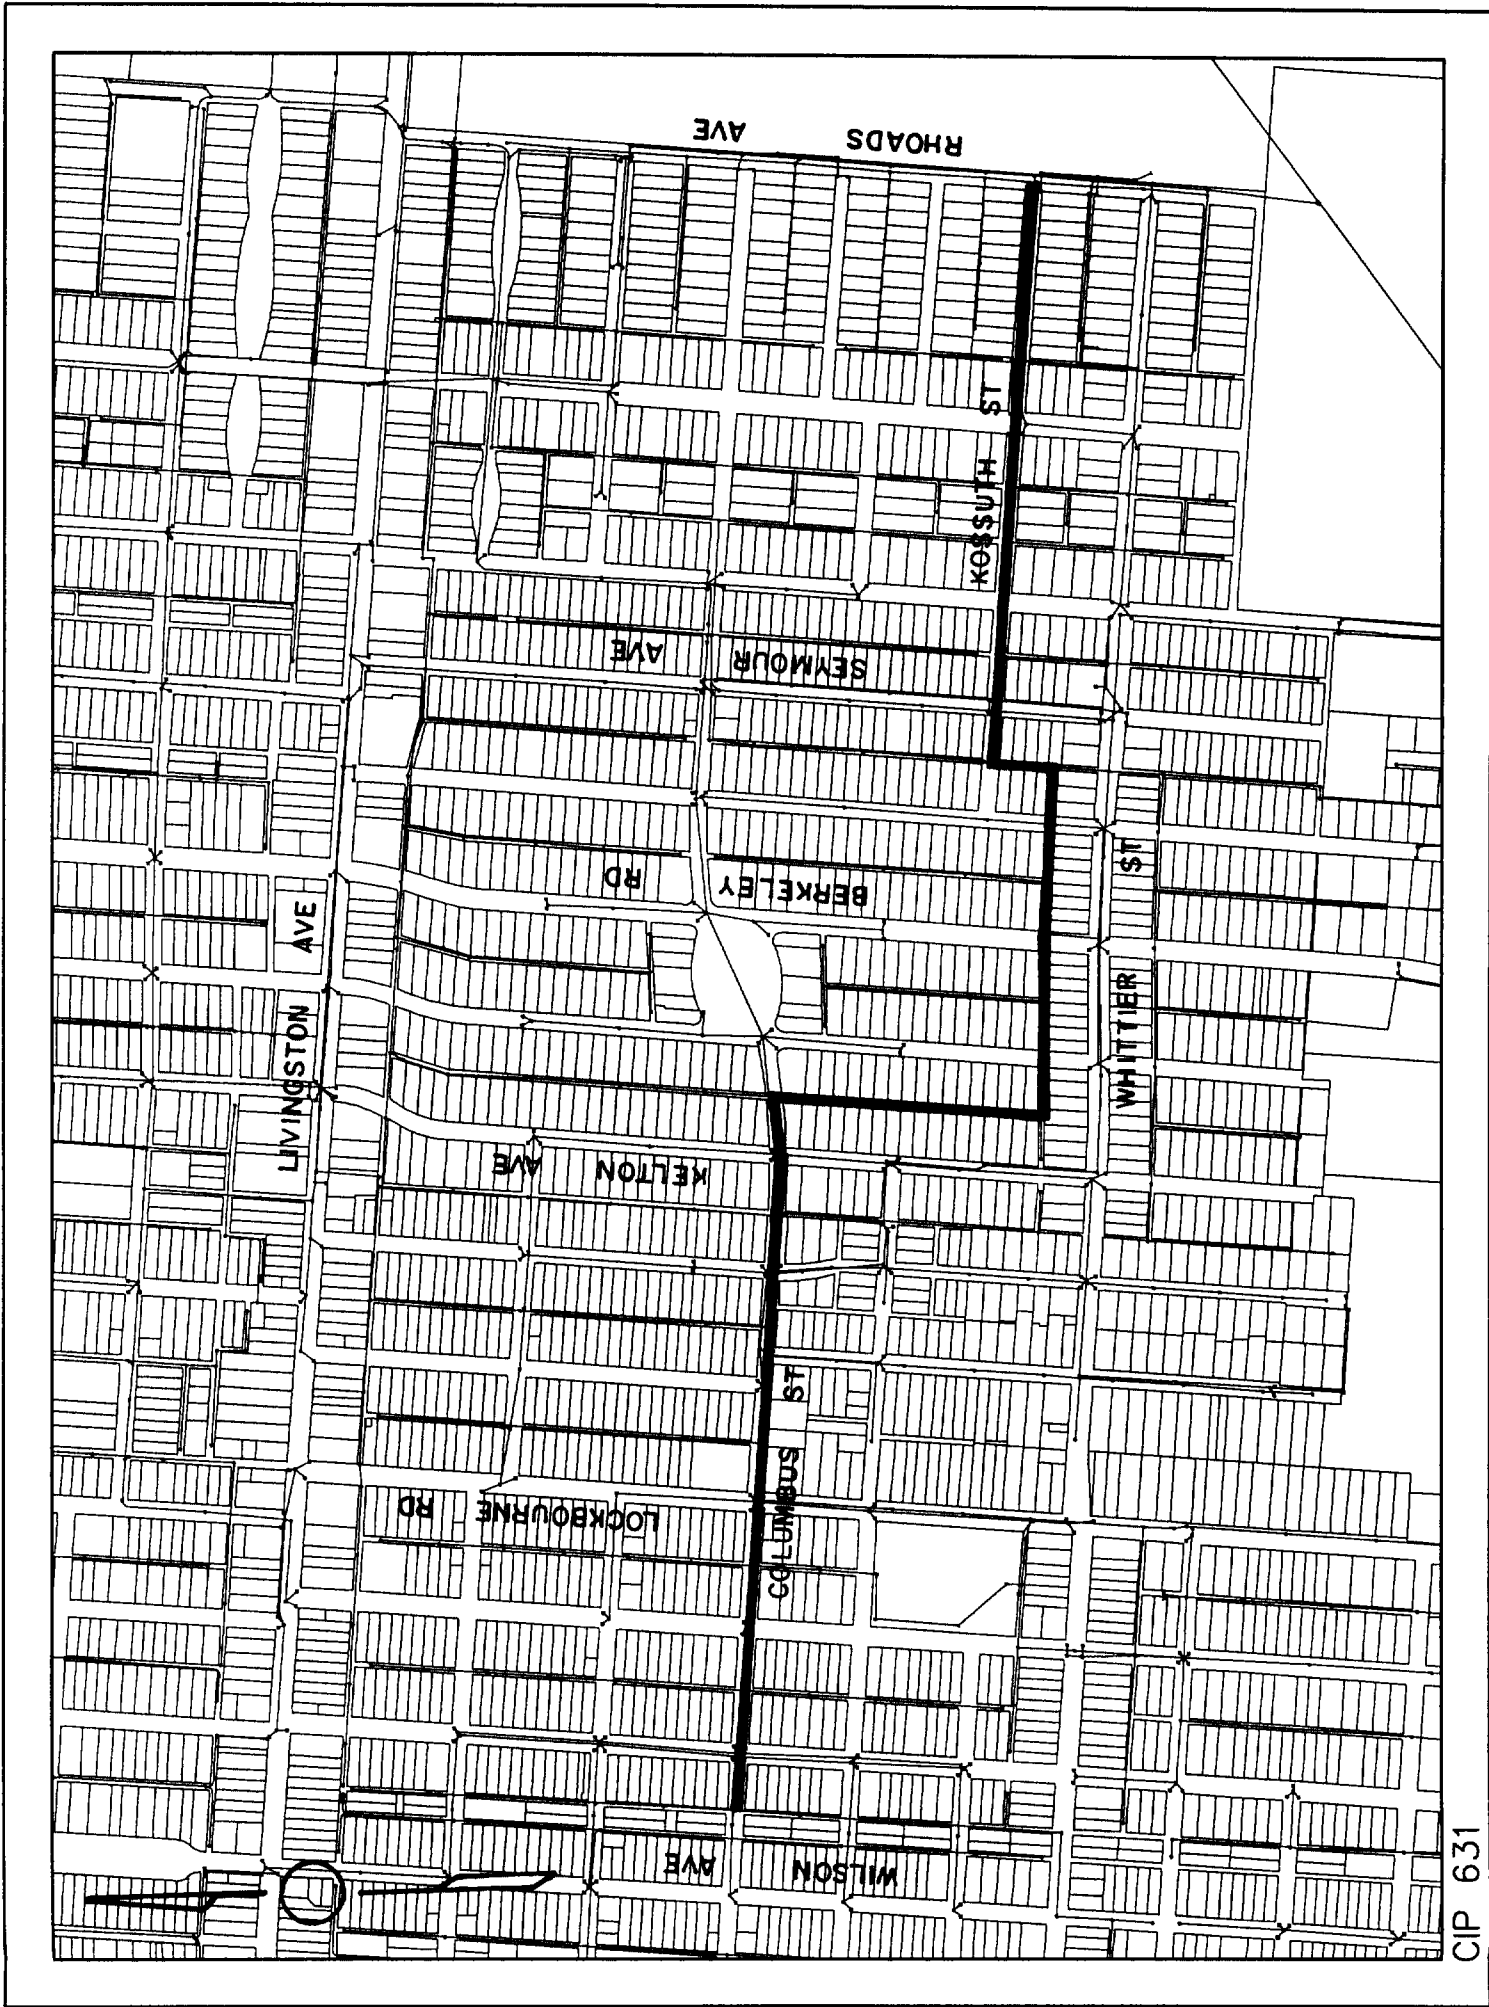 RHOADS AVE
KOSSUTH ST
SEYMOUR AVE
BERKELEY RD
LIVINGSTON AVE
WHITTIER ST
KELTON AVE
COLUMBUS ST
LOCKBOURNE RD
WILSON AVE
CIP 631